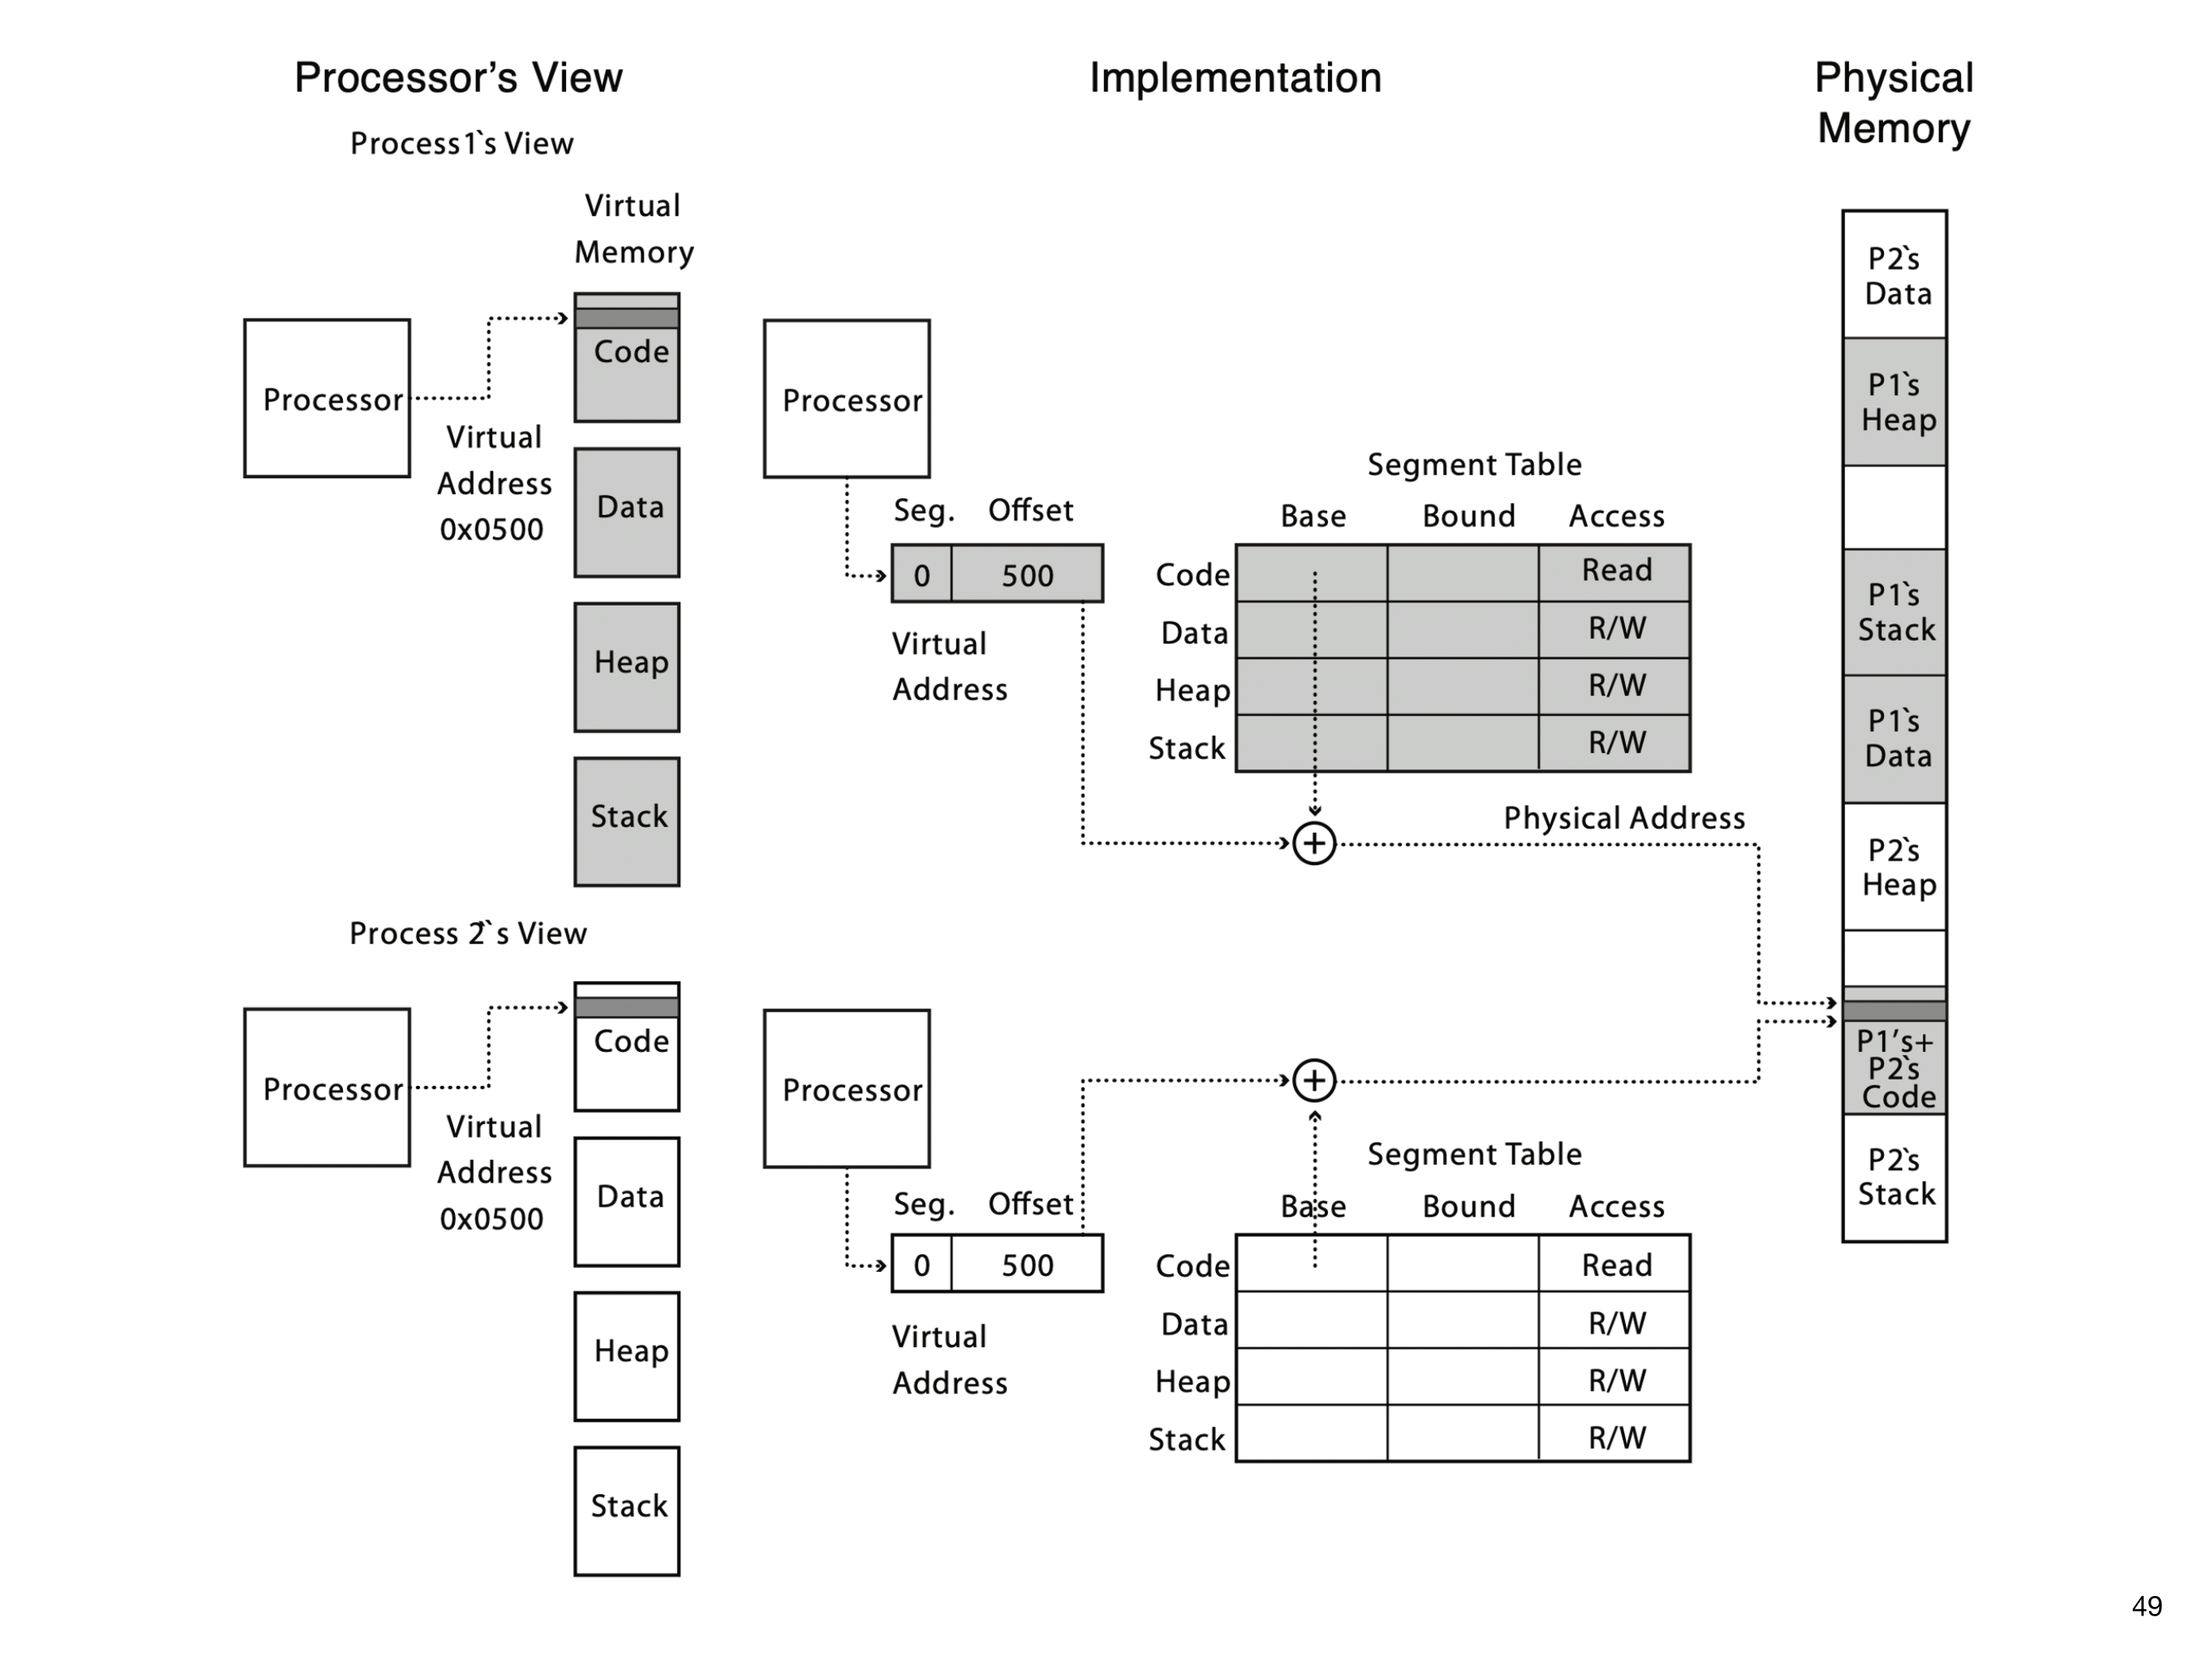 Processor's View
Implementation
Physical
Memory
Process1`s View
Virtual
Memory
Processor
Virtual
Address
0x0500
Code
Data
Heap
Stack
Processor
Seg. Offset
0 500
Virtual
Address
Segment Table
Base Bound Access
Code Read
Data R/W
Heap R/W
Stack R/W
Physical Address
Process 2`s View
Processor
Virtual
Address
0x0500
Code
Data
Heap
Stack
Processor
Seg. Offset
0 500
Virtual
Address
Segment Table
Base Bound Access
Code Read
Data R/W
Heap R/W
Stack R/W
P2`s
Data
P1`s
Heap
P1`s
Stack
P1`s
Data
P2`s
Heap
P1's+
P2`s
Code
P2`s
Stack
49